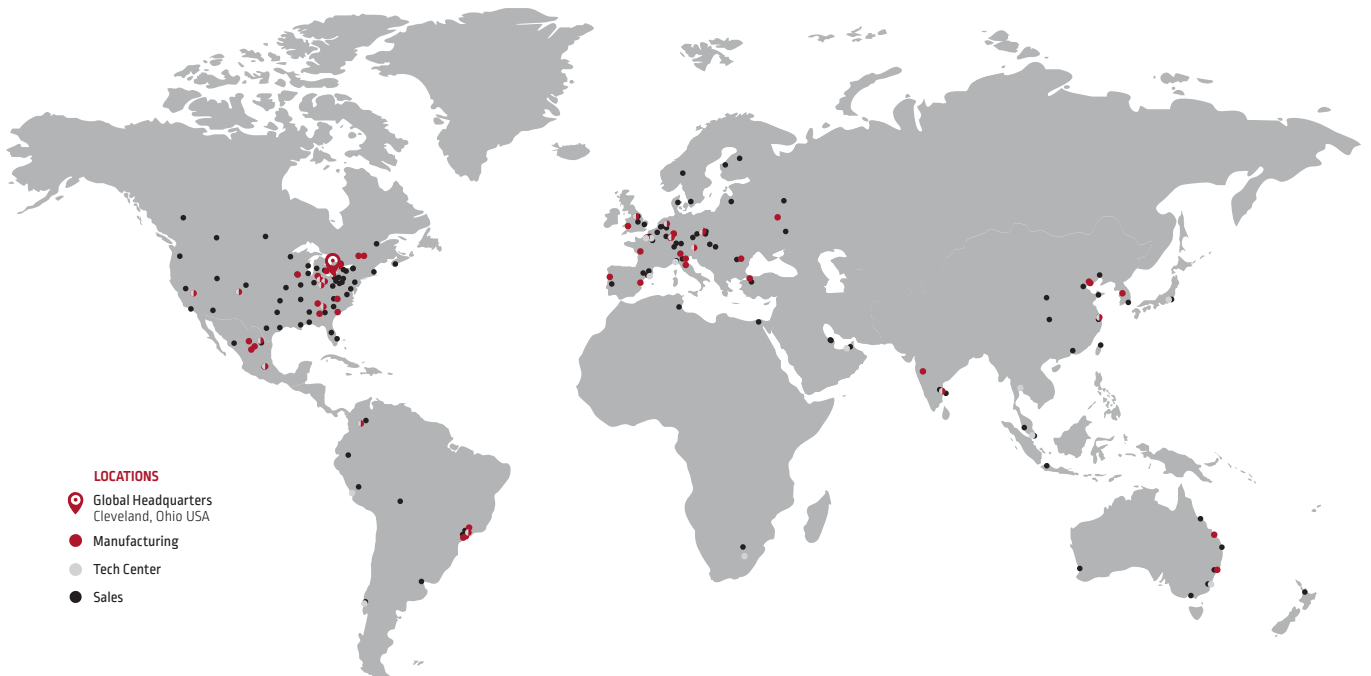 LOCATIONS
Global Headquarters
Cleveland, Ohio USA
Manufacturing
Tech Center
Sales